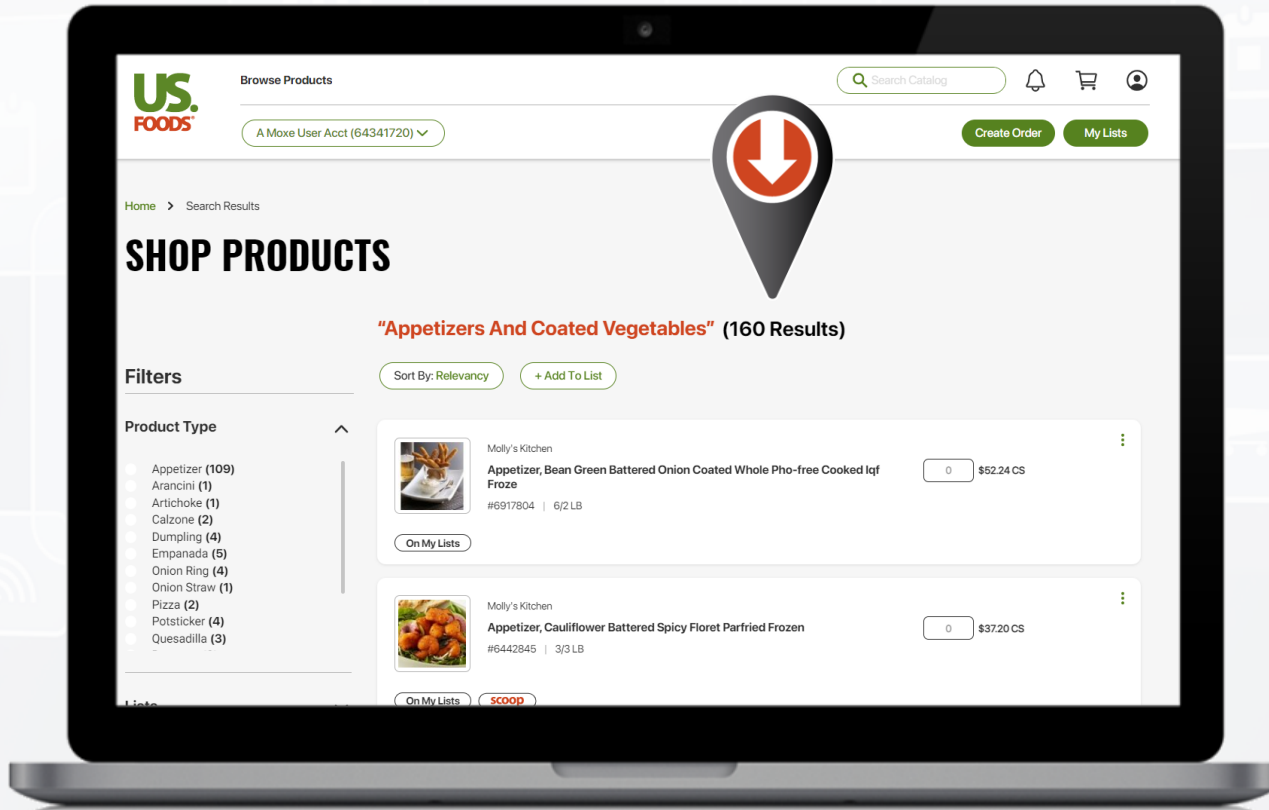 US.
FOODS®
Browse Products
Search Catalog
A Moxe User Acct (64341720)
Create Order
My Lists
Home > Search Results
SHOP PRODUCTS
“Appetizers And Coated Vegetables” (160 Results)
Filters
Sort By: Relevancy
+ Add To List
Product Type
Appetizer (109)
Arancini (1)
Artichoke (1)
Calzone (2)
Dumpling (4)
Empanada (5)
Onion Ring (4)
Onion Straw (1)
Pizza (2)
Potsticker (4)
Quesadilla (3)
Molly's Kitchen
Appetizer, Bean Green Battered Onion Coated Whole Pho-free Cooked Iqf
Froze
#6917804 | 6/2 LB
0 $52.24 CS
On My Lists
Molly's Kitchen
Appetizer, Cauliflower Battered Spicy Floret Parfried Frozen
#6442845 | 3/3 LB
0 $37.20 CS
On My Lists
scoop
Lists